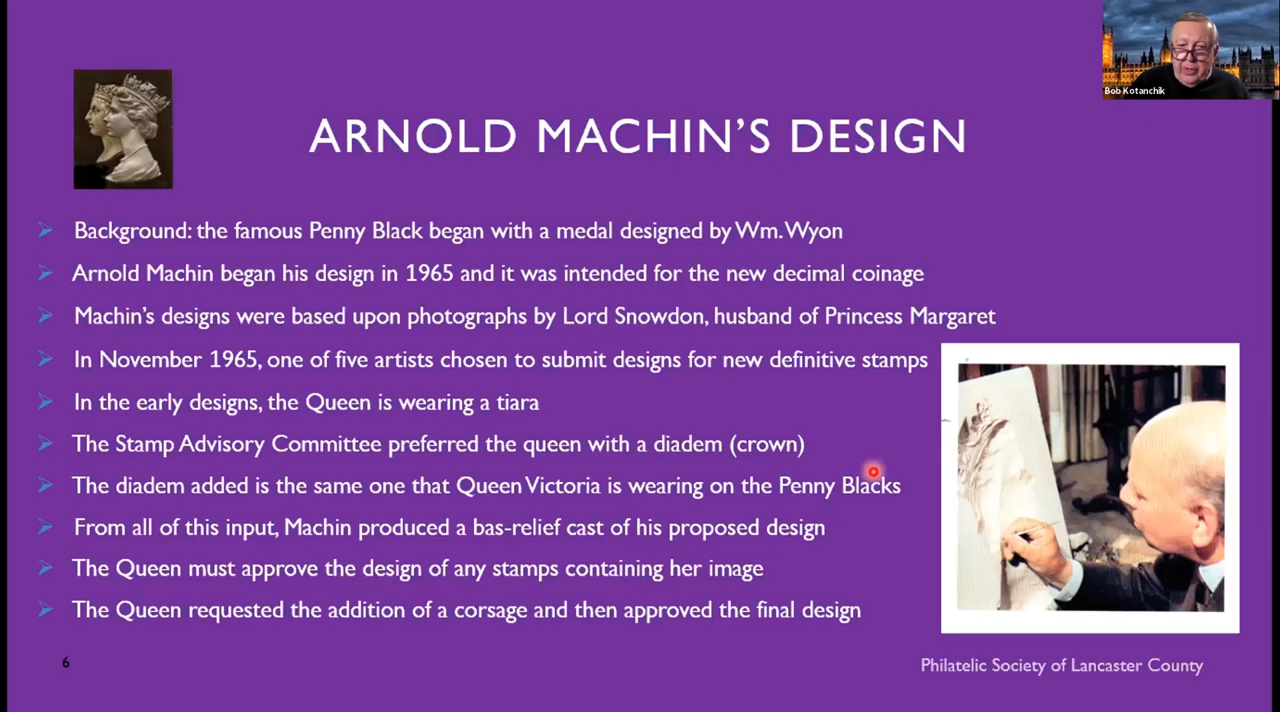 Bob Kotanchik
ARNOLD MACHIN’S DESIGN
Background: the famous Penny Black began with a medal designed by Wm. Wyon
Arnold Machin began his design in 1965 and it was intended for the new decimal coinage
Machin’s designs were based upon photographs by Lord Snowdon, husband of Princess Margaret
In November 1965, one of five artists chosen to submit designs for new definitive stamps
In the early designs, the Queen is wearing a tiara
The Stamp Advisory Committee preferred the queen with a diadem (crown)
The diadem added is the same one that Queen Victoria is wearing on the Penny Blacks
From all of this input, Machin produced a bas-relief cast of his proposed design
The Queen must approve the design of any stamps containing her image
The Queen requested the addition of a corsage and then approved the final design
6
Philatelic Society of Lancaster County